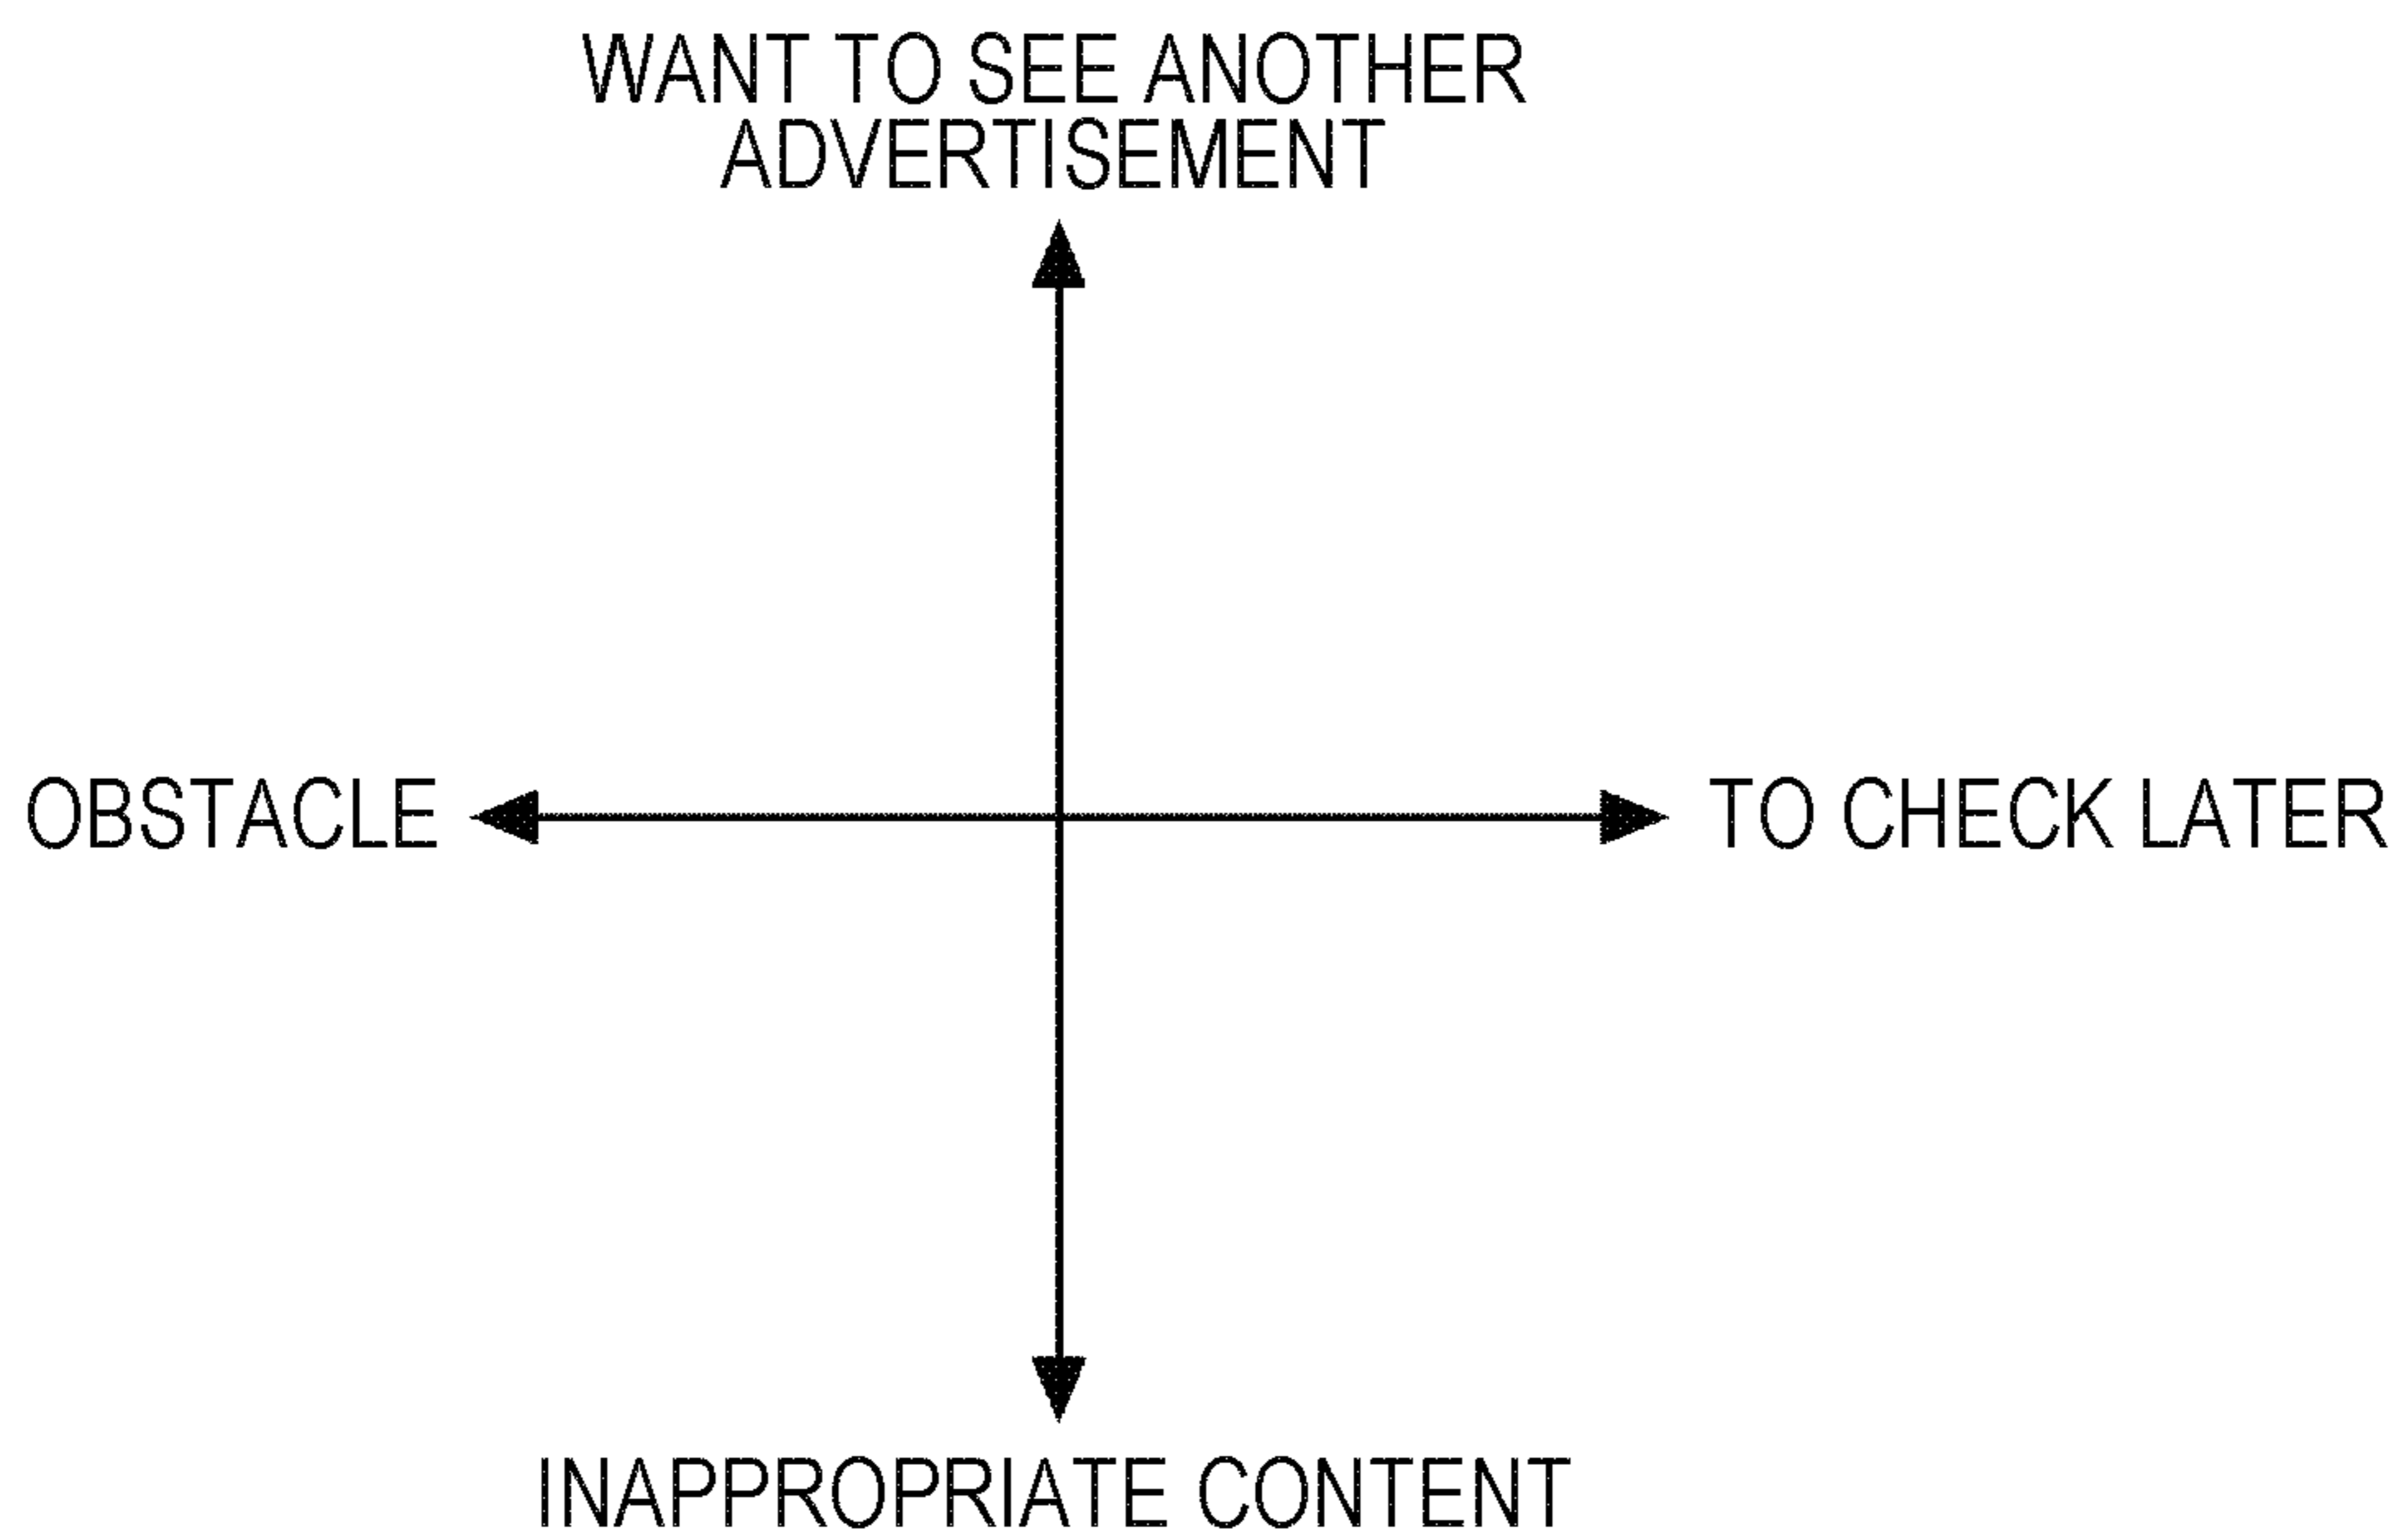 WANT TO SEE ANOTHER
ADVERTISEMENT
OBSTACLE
TO CHECK LATER
INAPPROPRIATE CONTENT